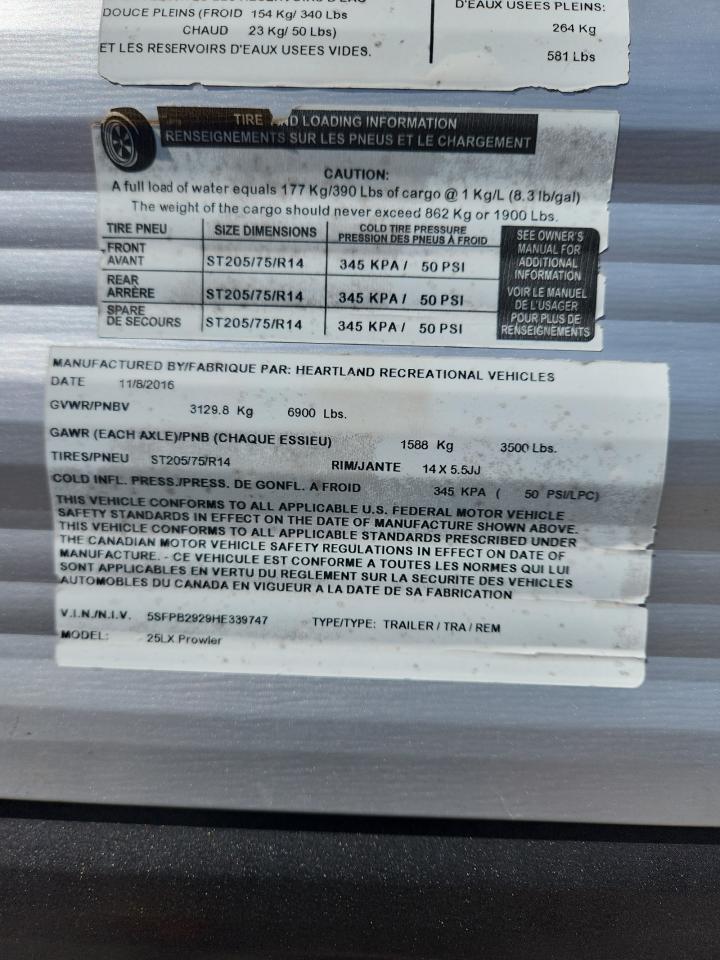 DOUCE PLEINS (FROID 154 Kg/ 340 Lbs
CHAUD 23 Kg/ 50 Lbs)
ET LES RESERVOIRS D'EAUX USEES VIDES.
D'EAUX USEES PLEINS:
264 Kg
581 Lbs
TIRE AND LOADING INFORMATION
RENSEIGNEMENTS SUR LES PNEUS ET LE CHARGEMENT
CAUTION:
A full load of water equals 177 Kg/390 Lbs of cargo @ 1 Kg/L (8.3 lb/gal)
The weight of the cargo should never exceed 862 Kg or 1900 Lbs.
TIRE PNEU SIZE DIMENSIONS COLD TIRE PRESSURE
PRESSION DES PNEUS À FROID
FRONT
AVANT ST205/75/R14 345 KPA / 50 PSI
REAR
ARRÈRE ST205/75/R14 345 KPA / 50 PSI
SPARE
DE SECOURS ST205/75/R14 345 KPA / 50 PSI
SEE OWNER'S
MANUAL FOR
ADDITIONAL
INFORMATION
VOIR LE MANUEL
DE L'USAGER
POUR PLUS DE
RENSEIGNEMENTS
MANUFACTURED BY/FABRIQUE PAR: HEARTLAND RECREATIONAL VEHICLES
DATE 11/8/2016
GVWR/PNBV 3129.8 Kg 6900 Lbs.
GAWR (EACH AXLE)/PNB (CHAQUE ESSIEU) 1588 Kg 3500 Lbs.
TIRES/PNEU ST205/75/R14 RIM/JANTE 14 X 5.5JJ
COLD INFL. PRESS./PRESS. DE GONFL. A FROID 345 KPA ( 50 PSI/LPC)
THIS VEHICLE CONFORMS TO ALL APPLICABLE U.S. FEDERAL MOTOR VEHICLE
SAFETY STANDARDS IN EFFECT ON THE DATE OF MANUFACTURE SHOWN ABOVE.
THIS VEHICLE CONFORMS TO ALL APPLICABLE STANDARDS PRESCRIBED UNDER
THE CANADIAN MOTOR VEHICLE SAFETY REGULATIONS IN EFFECT ON DATE OF
MANUFACTURE. - CE VEHICULE EST CONFORME A TOUTES LES NORMES QUI LUI
SONT APPLICABLES EN VERTU DU REGLEMENT SUR LA SECURITE DES VEHICLES
AUTOMOBILES DU CANADA EN VIGUEUR A LA DATE DE SA FABRICATION
V.I.N./N.I.V. 5SFPB2929HE339747 TYPE/TYPE: TRAILER / TRA / REM
MODEL: 25LX Prowler